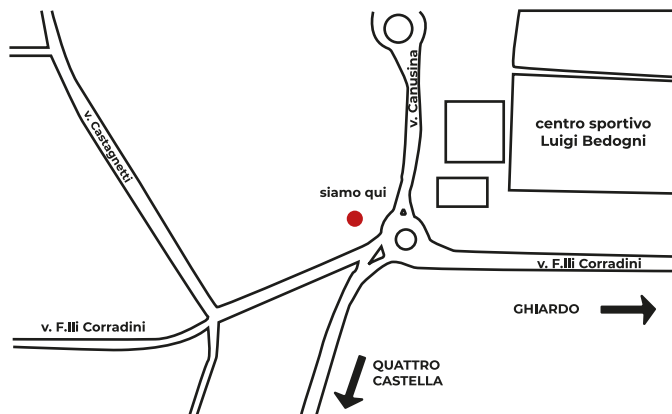 v. Canusina
v. Castagnetti
centro sportivo
Luigi Bedogni
siamo qui
v. F.lli Corradini
GHIARDO
v. F.lli Corradini
QUATTRO
CASTELLA